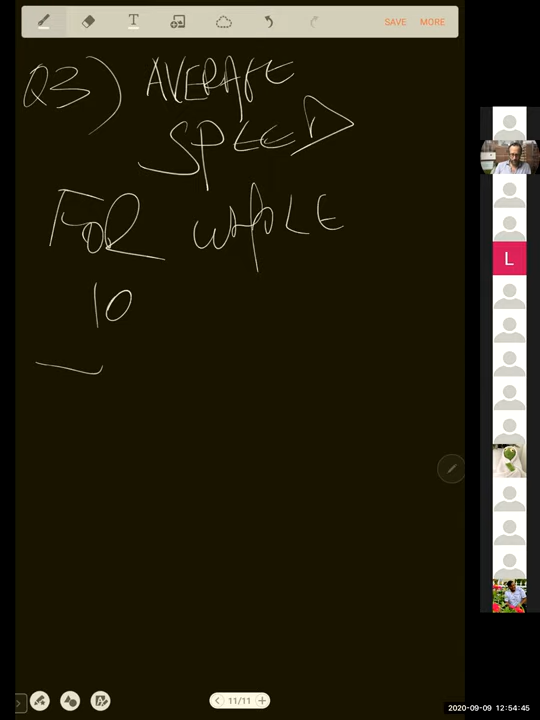 SAVE MORE
Q3) AVERAGE
SPEED
FOR WHOLE
10
L
11/11
2020-09-09 12:54:45